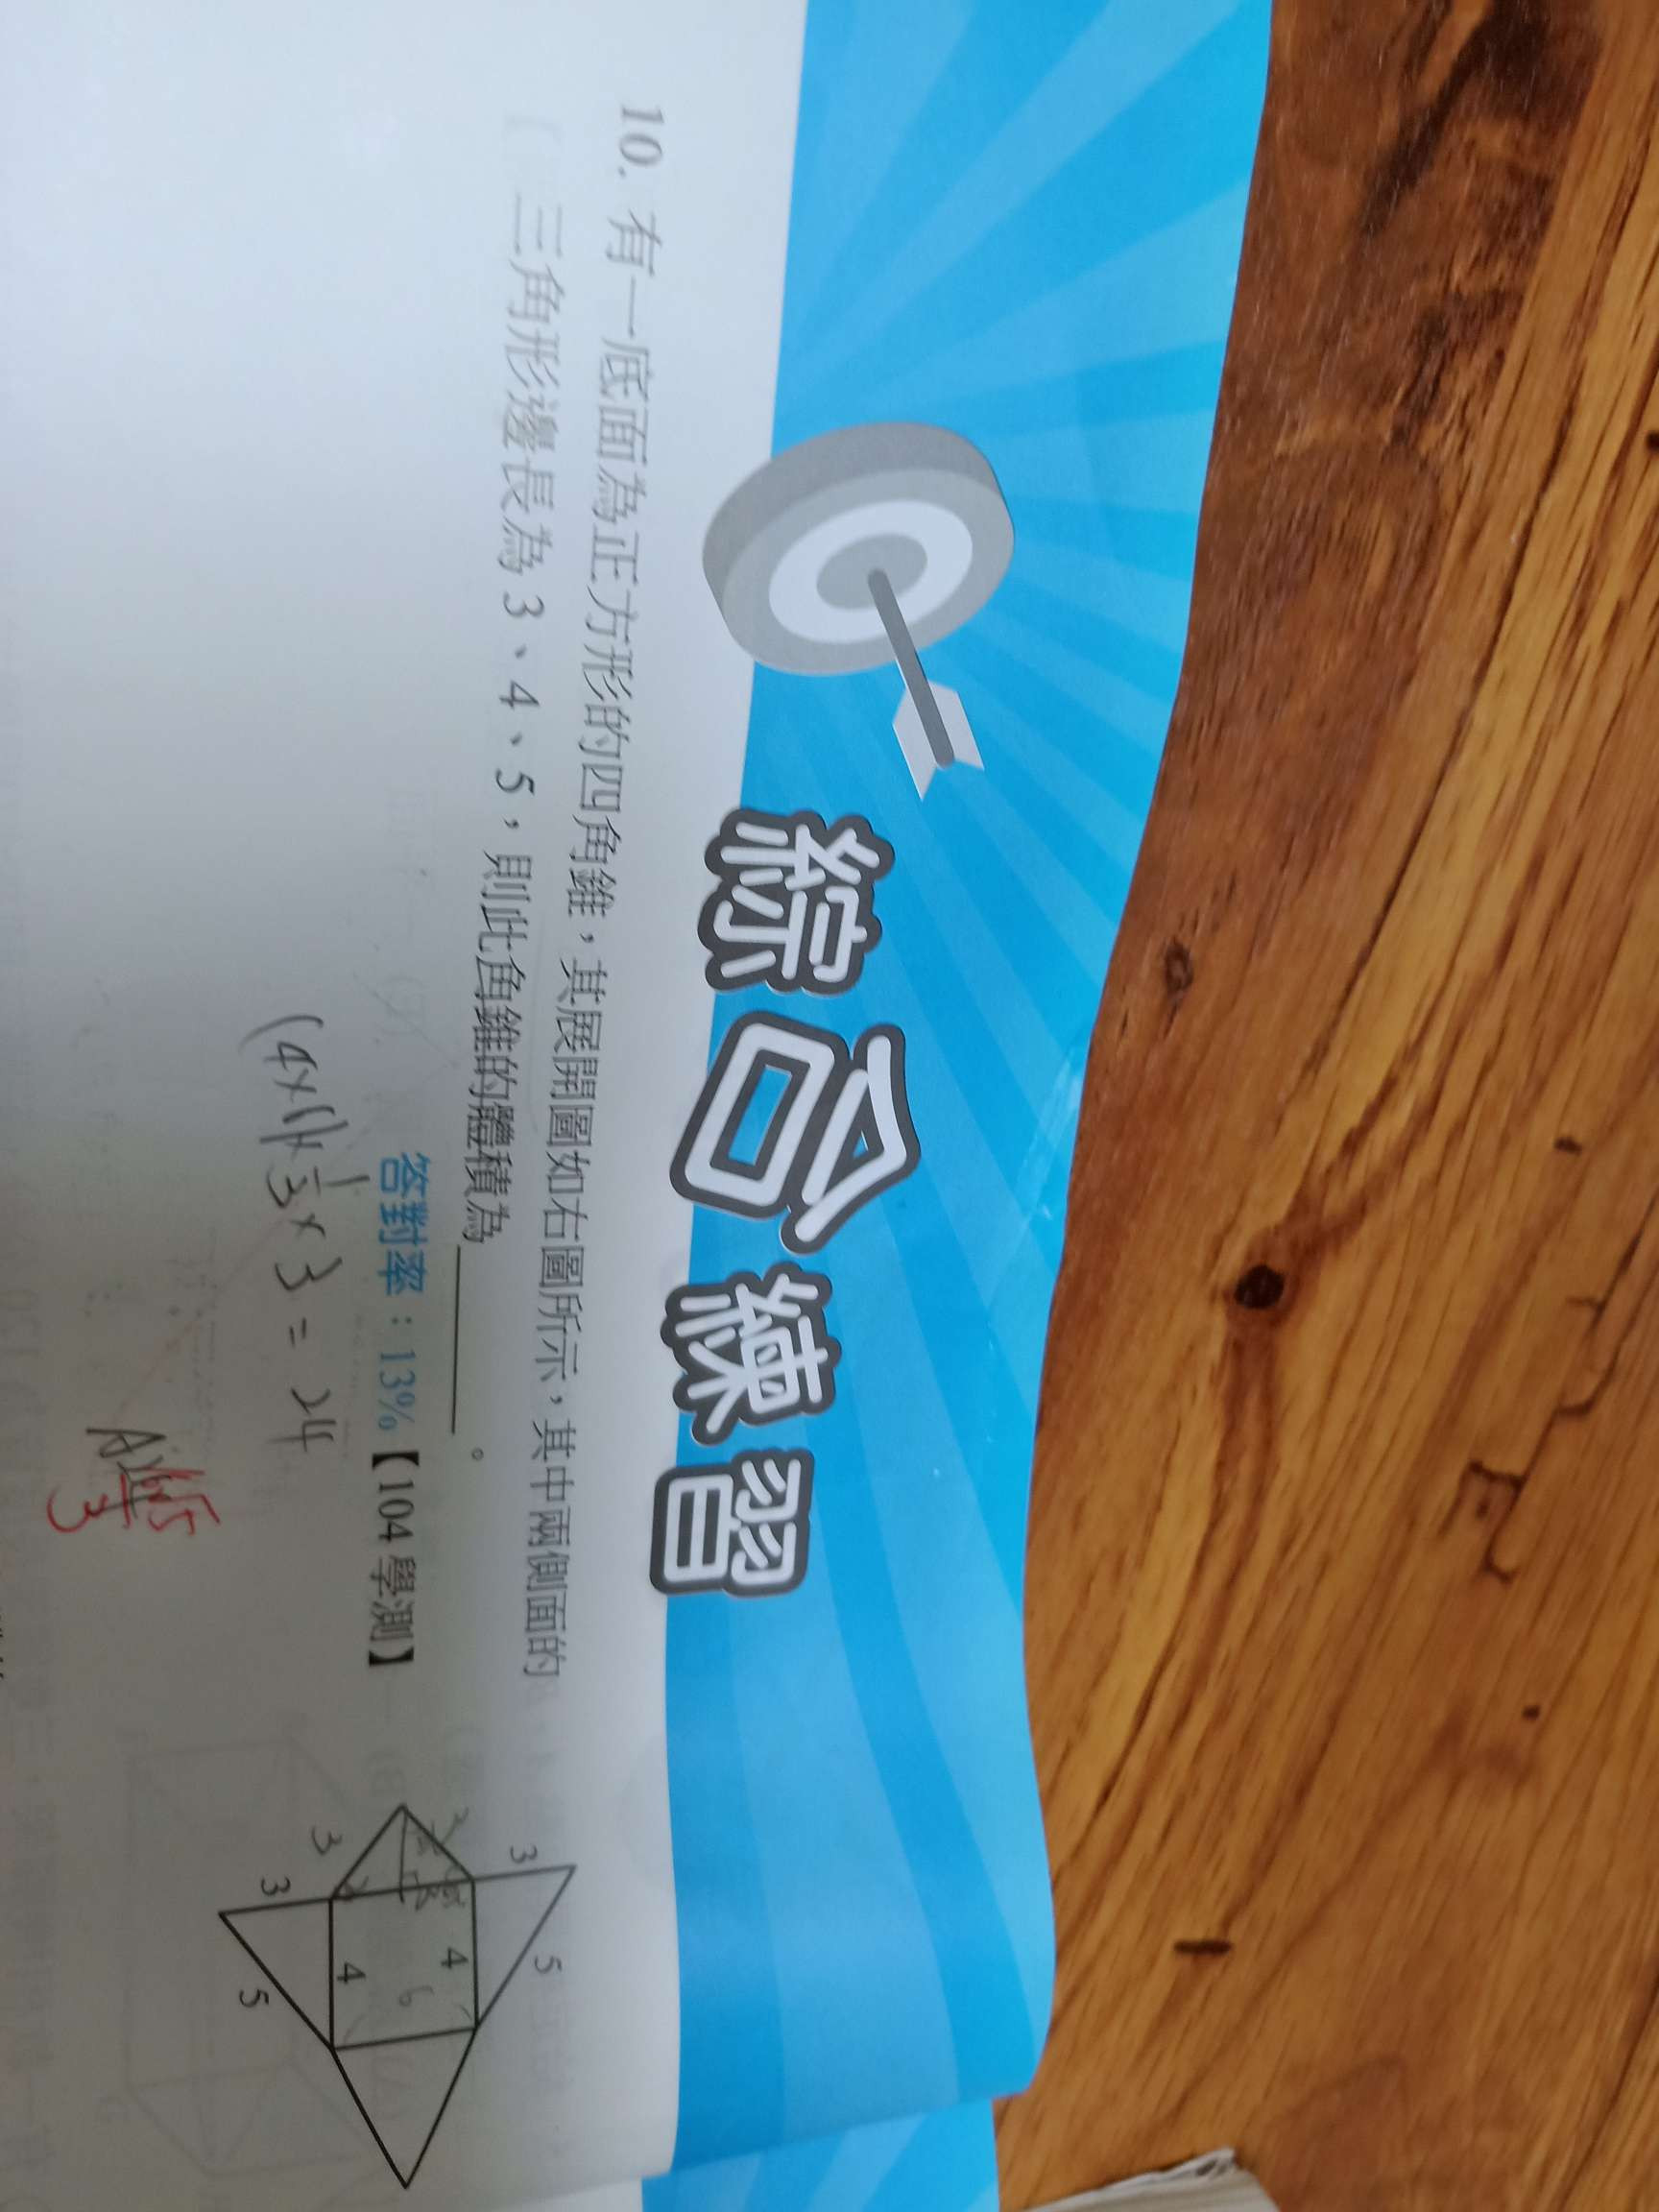 綜合練習
10. 有一底面為正方形的四角錐，其展開圖如右圖所示，其中兩側面的
三角形邊長為 3、4、5，則此角錐的體積為＿＿＿＿。
答對率：13%【104 學測】
3
5
4
6
4
3
3
5